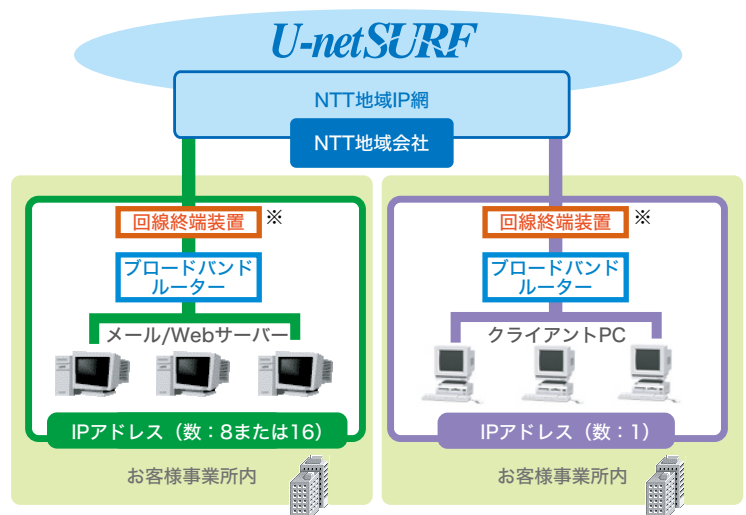 U-netSURF
NTT地域IP網
NTT地域会社
回線終端装置 ※
ブロードバンド
ルーター
メール/Webサーバー
IPアドレス（数：8または16）
お客様事業所内
回線終端装置 ※
ブロードバンド
ルーター
クライアントPC
IPアドレス（数：1）
お客様事業所内